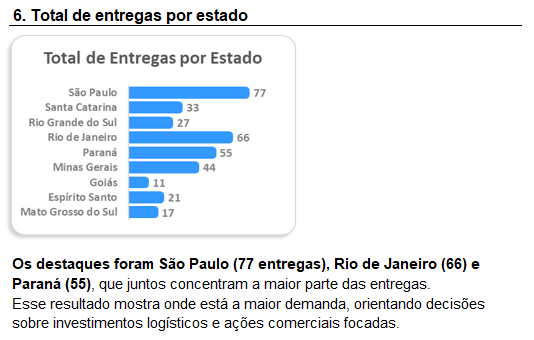 6. Total de entregas por estado
Total de Entregas por Estado
São Paulo 77
Santa Catarina 33
Rio Grande do Sul 27
Rio de Janeiro 66
Paraná 55
Minas Gerais 44
Goiás 11
Espírito Santo 21
Mato Grosso do Sul 17
Os destaques foram São Paulo (77 entregas), Rio de Janeiro (66) e
Paraná (55), que juntos concentram a maior parte das entregas.
Esse resultado mostra onde está a maior demanda, orientando decisões
sobre investimentos logísticos e ações comerciais focadas.